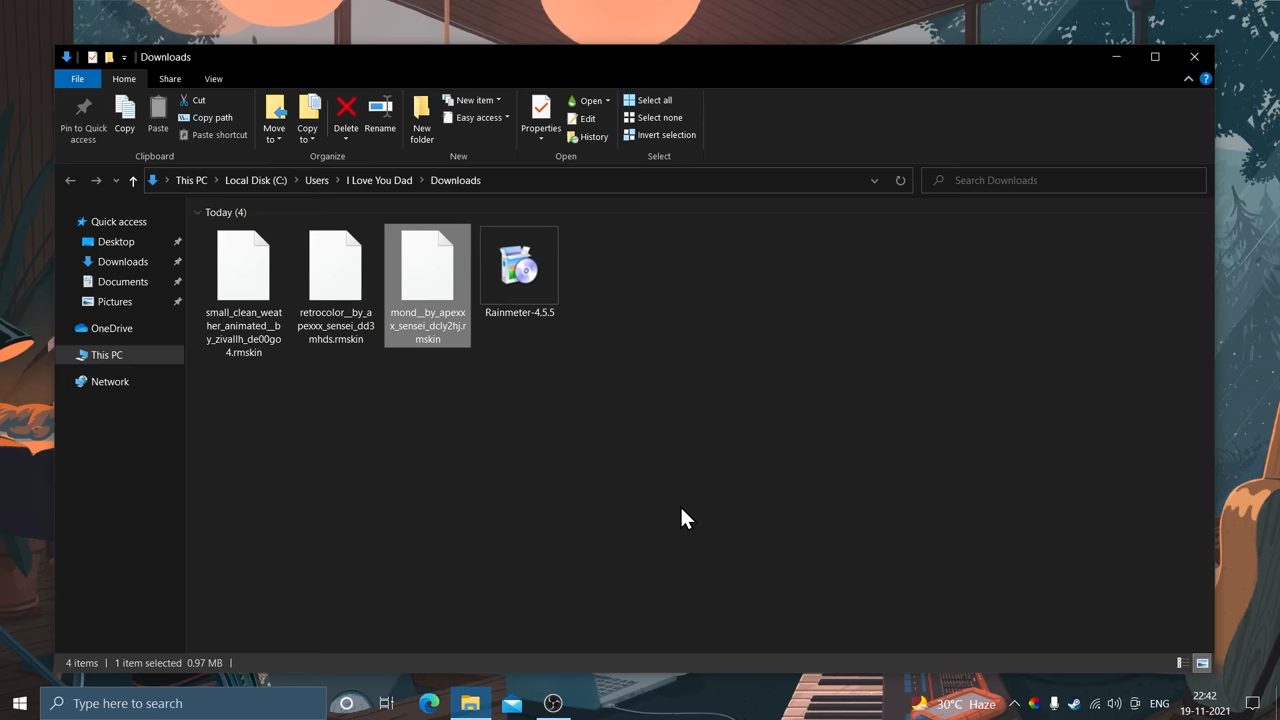 Downloads
File
Home
Share
View
Pin to Quick
access
Copy
Paste
Cut
Copy path
Paste shortcut
Clipboard
Move
to
Copy
to
Delete
Rename
Organize
New
folder
New item
Easy access
New
Properties
Open
Edit
History
Open
Select all
Select none
Invert selection
Select
This PC
Local Disk (C:)
Users
I Love You Dad
Downloads
Search Downloads
Quick access
Desktop
Downloads
Documents
Pictures
OneDrive
This PC
Network
Today (4)
small_clean_weat
her_animated__b
y_zivallh_de00go
4.rmskin
retrocolor__by_a
pexxx_sensei_dd3
mhds.rmskin
mond__by_apexx
x_sensei_dcly2hj.r
mskin
Rainmeter-4.5.5
4 items
1 item selected 0.97 MB
Type here to search
30°C Haze
ENG
22:42
19-11-2021